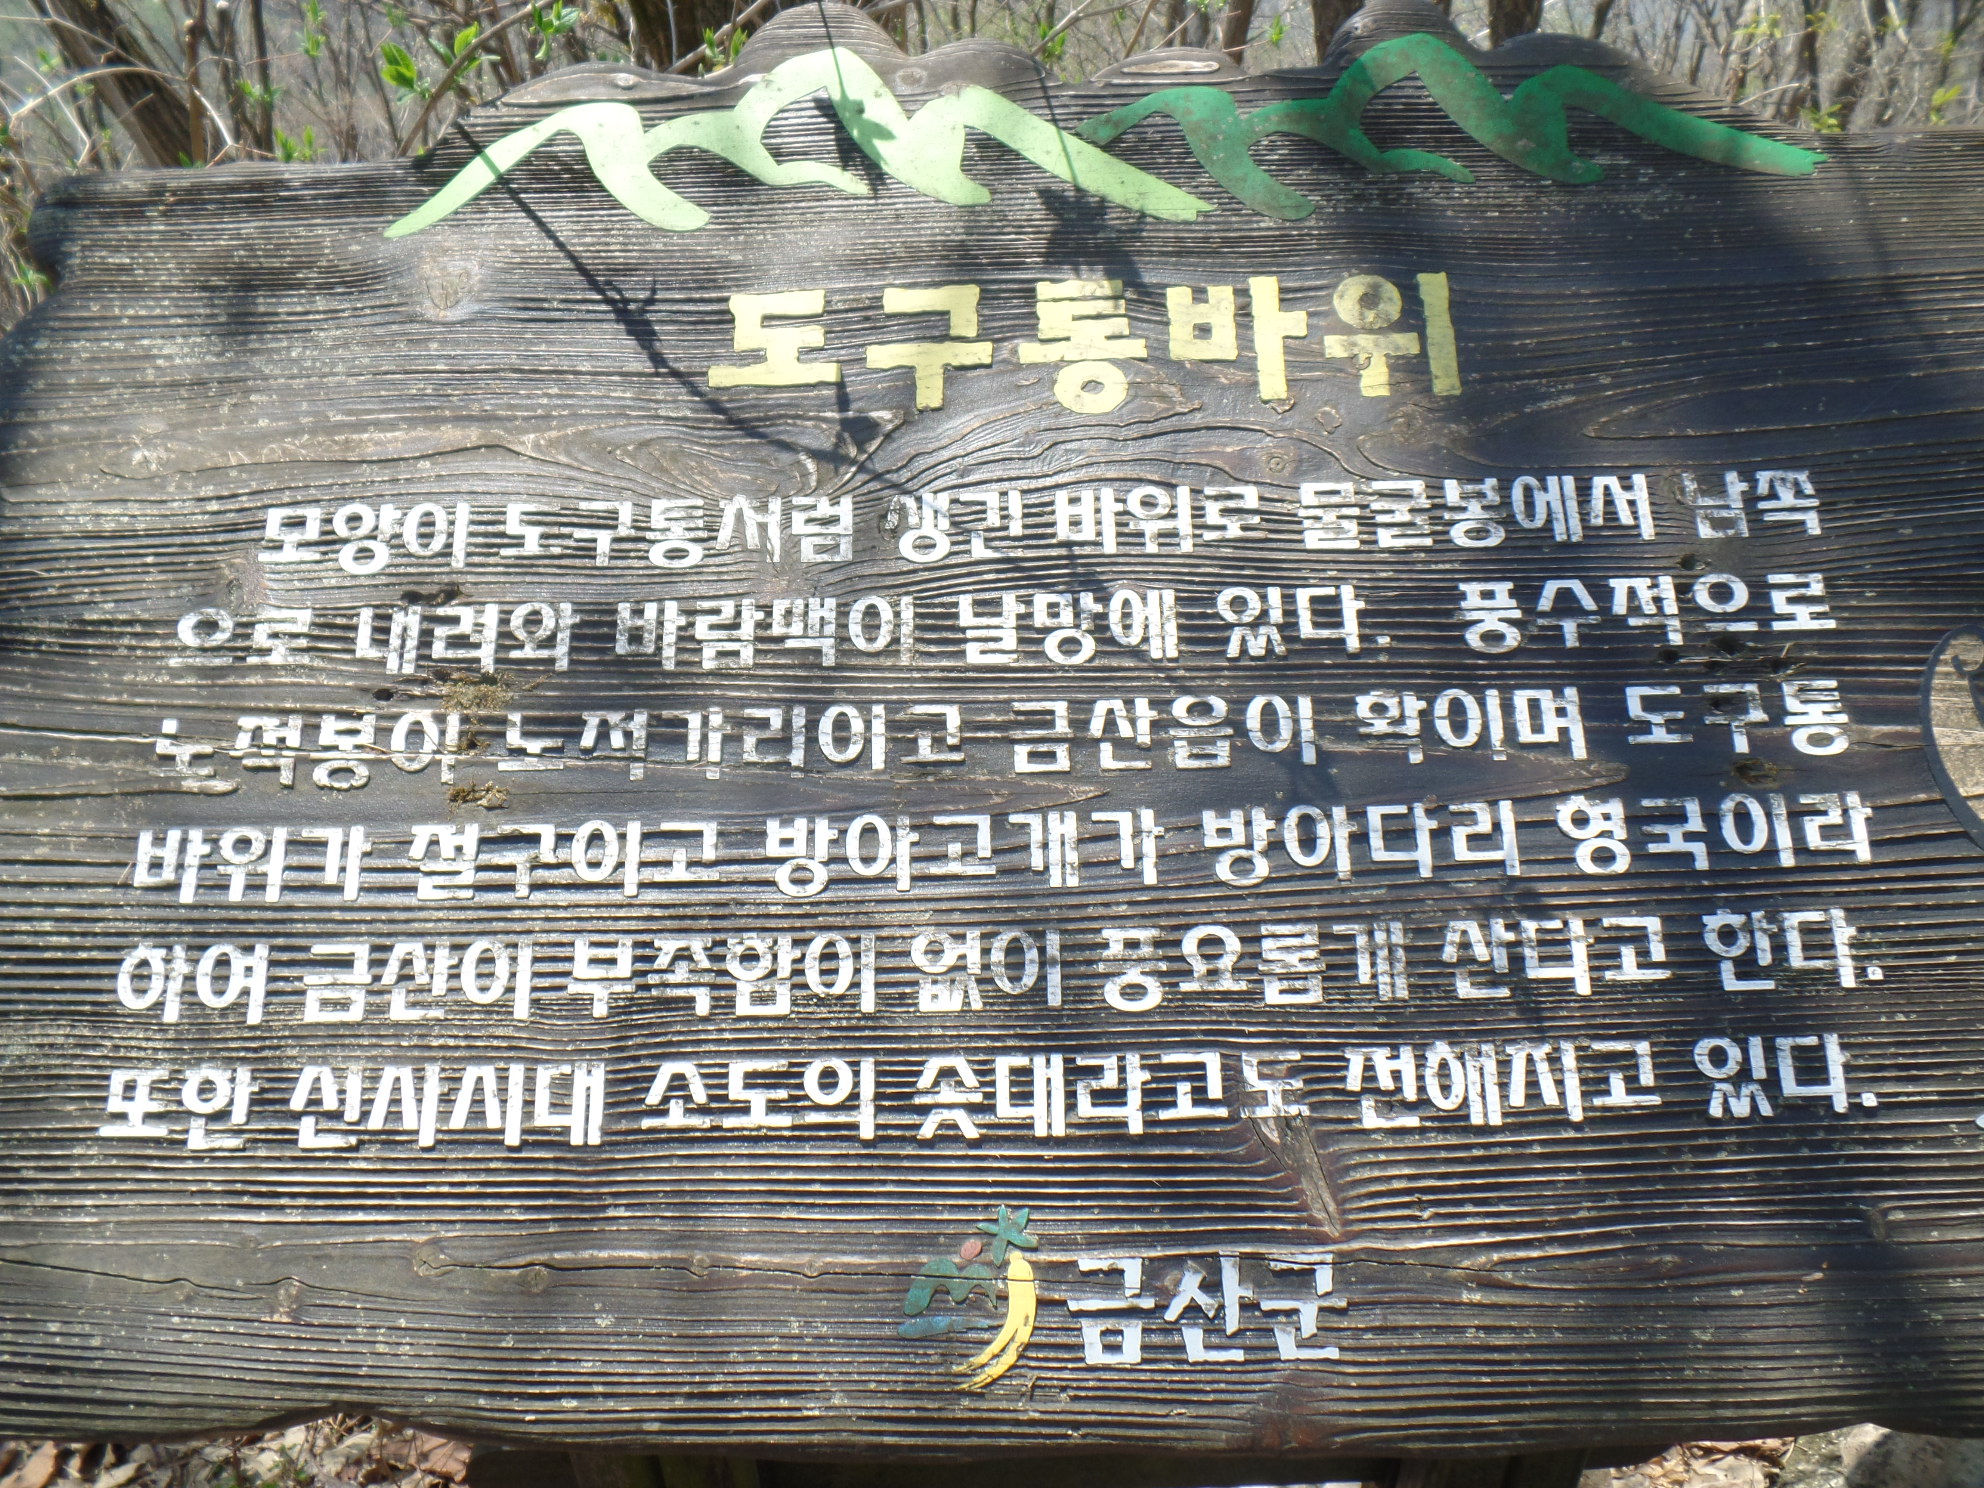 도구통바위
모양이 도구통처럼 생긴 바위로 물굴봉에서 남쪽
으로 내려와 바람맥이 날망에 있다. 풍수적으로
노적봉이 노적가리이고 금산읍이 확이며 도구통
바위가 절구이고 방아고개가 방아다리 형국이라
하여 금산이 부족함이 없이 풍요롭게 산다고 한다.
또한 선사시대 소도의 솟대라고도 전해지고 있다.
금산군